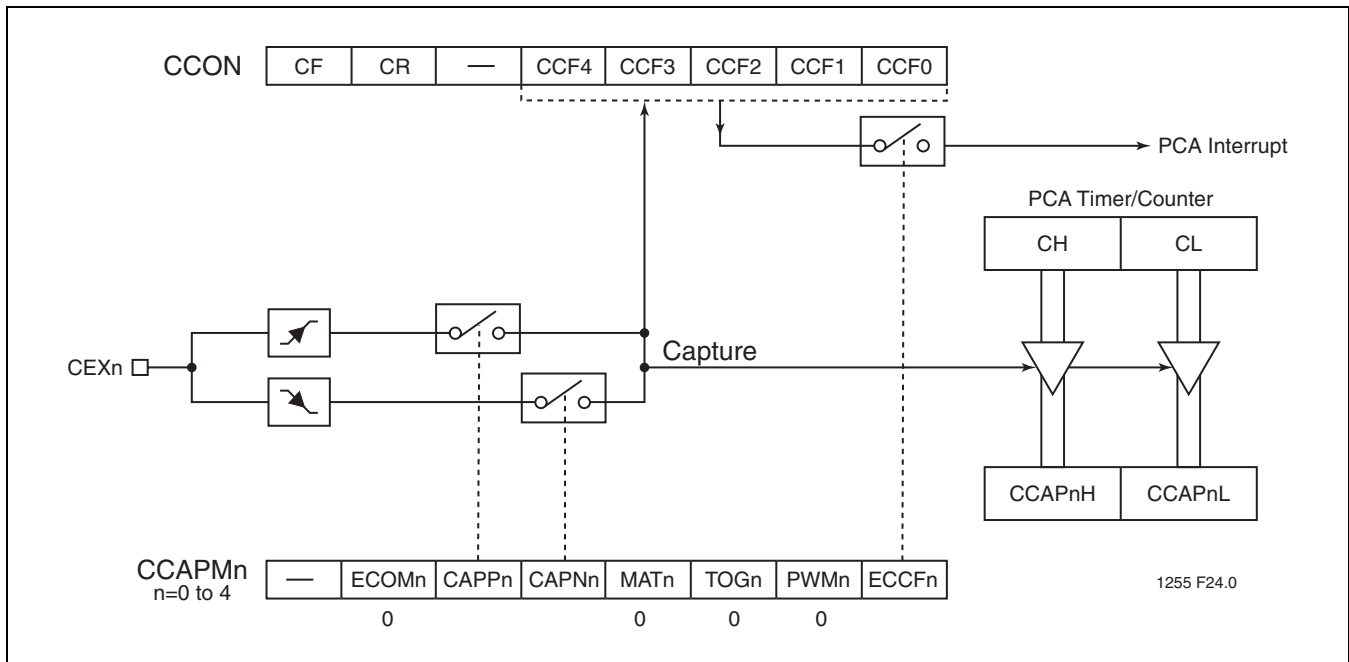 CCON CF CR — CCF4 CCF3 CCF2 CCF1 CCF0
PCA Interrupt
PCA Timer/Counter
CH CL
CEXn
Capture
CCAPnH CCAPnL
CCAPMn — ECOMn CAPPn CAPNn MATn TOGn PWMn ECCFn
n=0 to 4
0 0 0 0
1255 F24.0